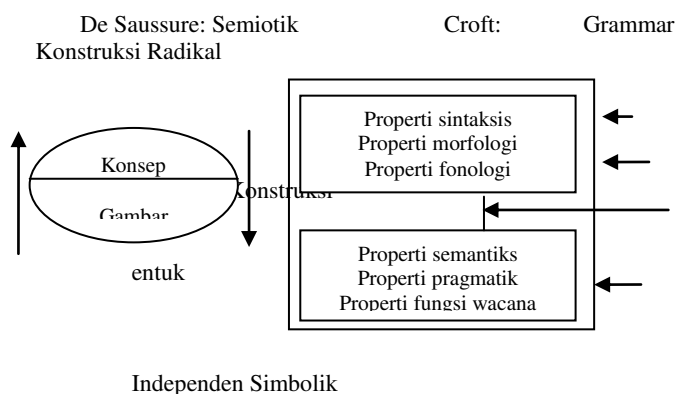 De Saussure: Semiotik Croft: Grammar
Konstruksi Radikal
Properti sintaksis
Properti morfologi
Properti fonologi
Konsep
Konstruksi
Gambar
Properti semantiks
Properti pragmatik
Properti fungsi wacana
entuk
Independen Simbolik